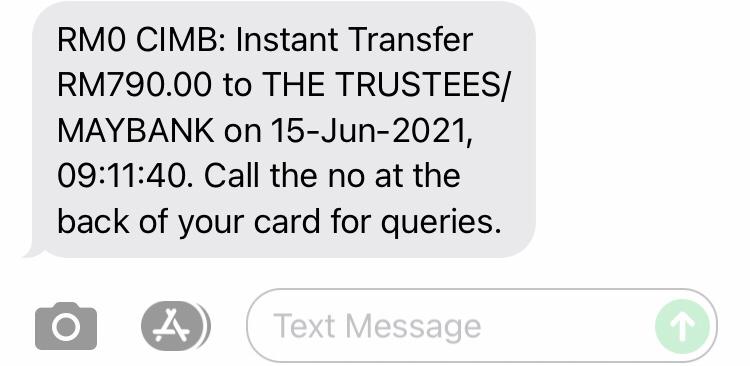 RM0 CIMB: Instant Transfer
RM790.00 to THE TRUSTEES/
MAYBANK on 15-Jun-2021,
09:11:40. Call the no at the
back of your card for queries.
Text Message